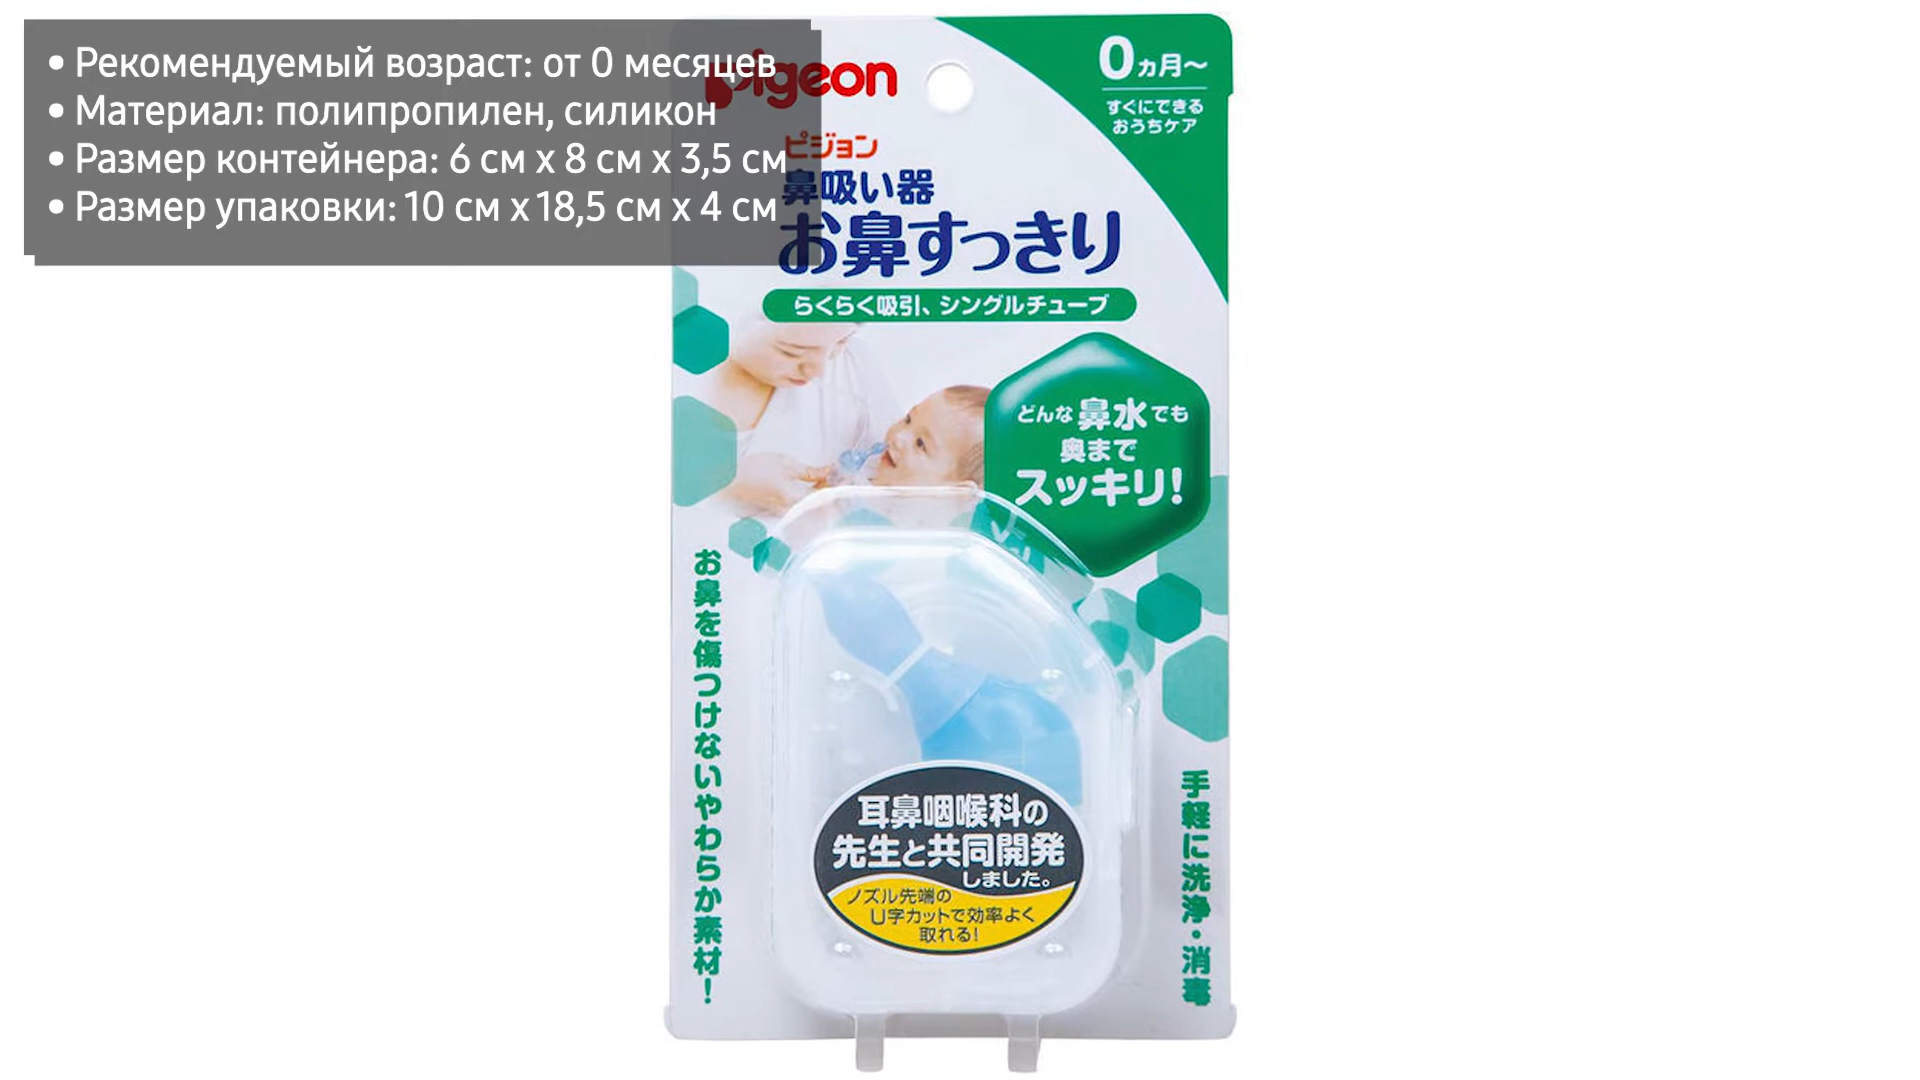 • Рекомендуемый возраст: от 0 месяцев
• Материал: полипропилен, силикон
• Размер контейнера: 6 см x 8 см x 3,5 см
• Размер упаковки: 10 см x 18,5 см x 4 см
Pigeon
ピジョン
鼻吸い器
お鼻すっきり
らくらく吸引、シングルチューブ
0ヵ月～
すぐにできる
おうちケア
どんな鼻水でも
奥まで
スッキリ!
お鼻を傷つけないやわらか素材!
手軽に洗浄・消毒
耳鼻咽喉科の
先生と共同開発
しました。
ノズル先端の
U字カットで効率よく
取れる!